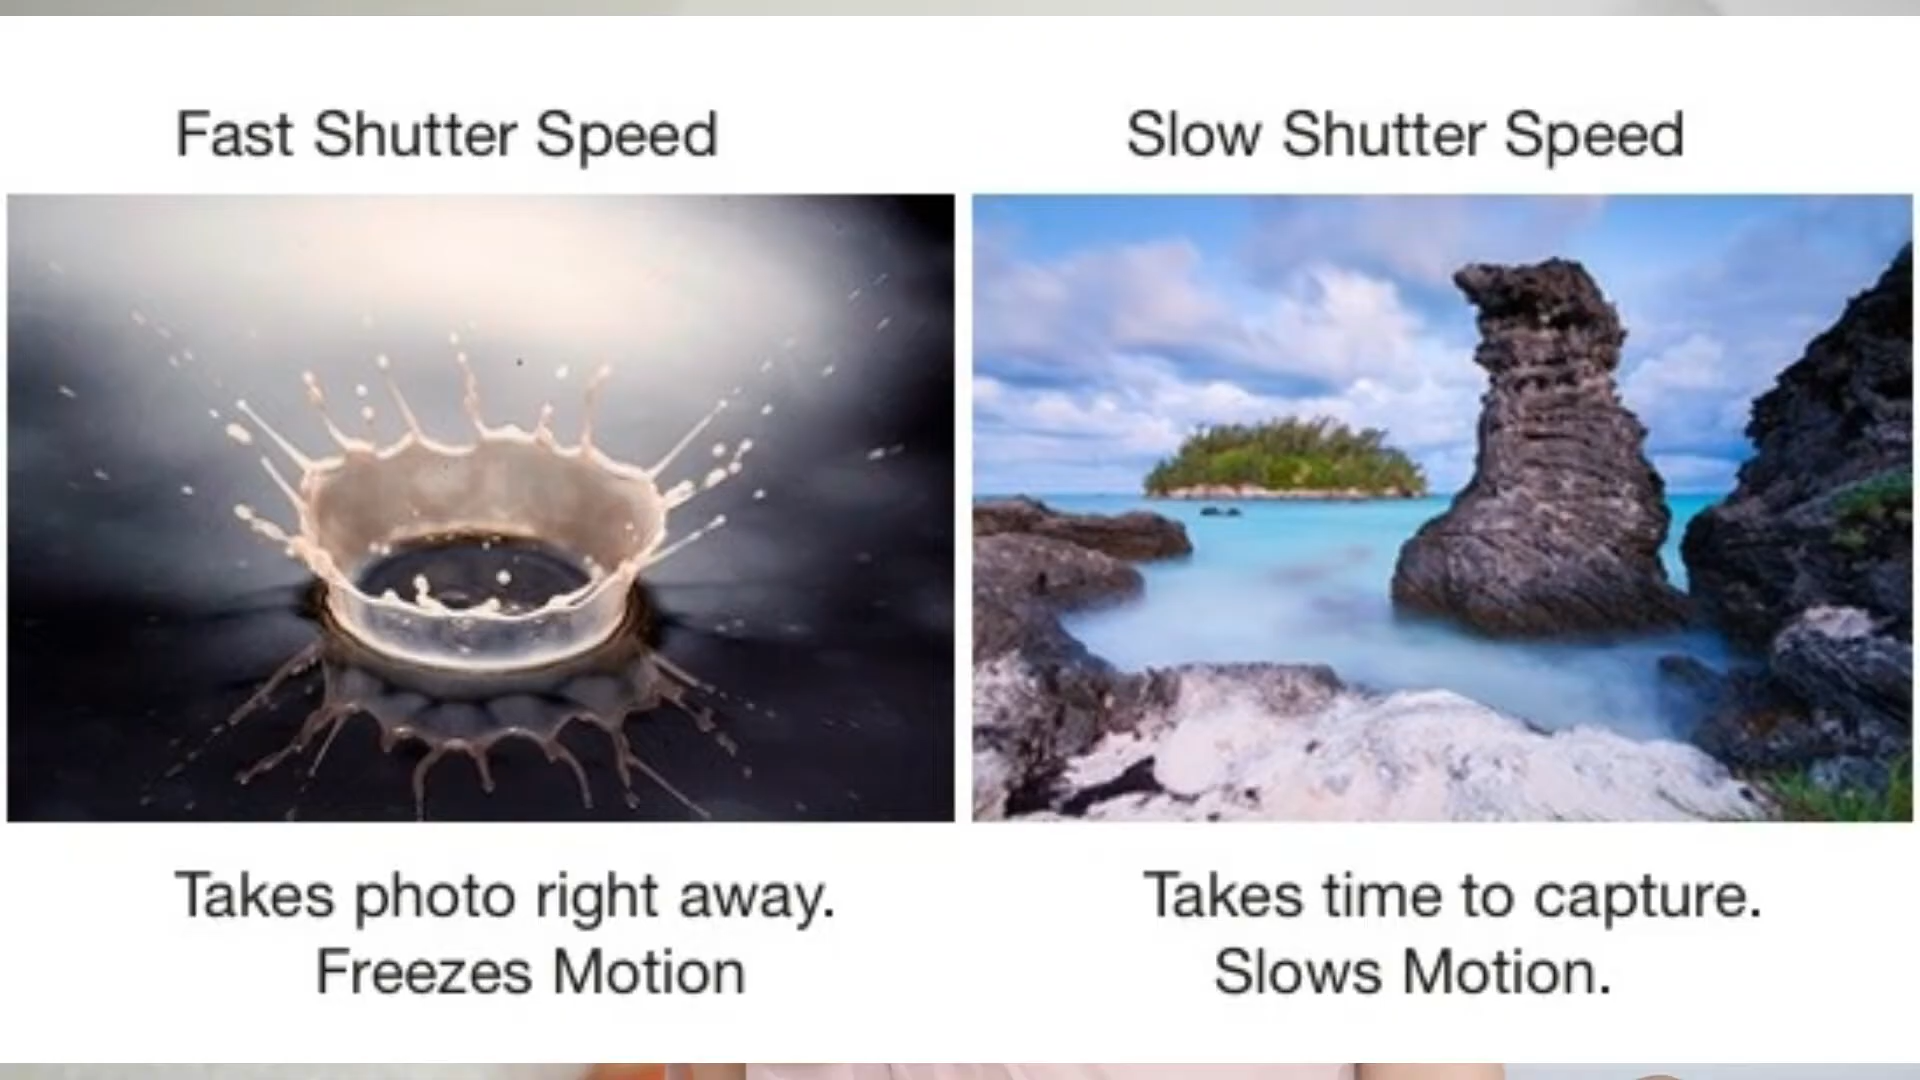 Fast Shutter Speed
Slow Shutter Speed
Takes photo right away.
Freezes Motion
Takes time to capture.
Slows Motion.